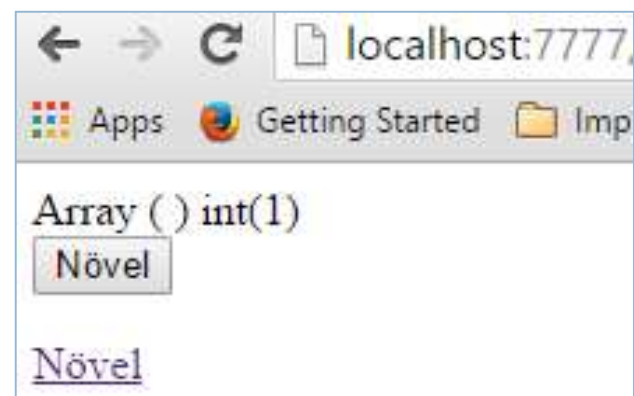 localhost:7777/
Apps Getting Started Imp
Array ( ) int(1)
Növel
Növel